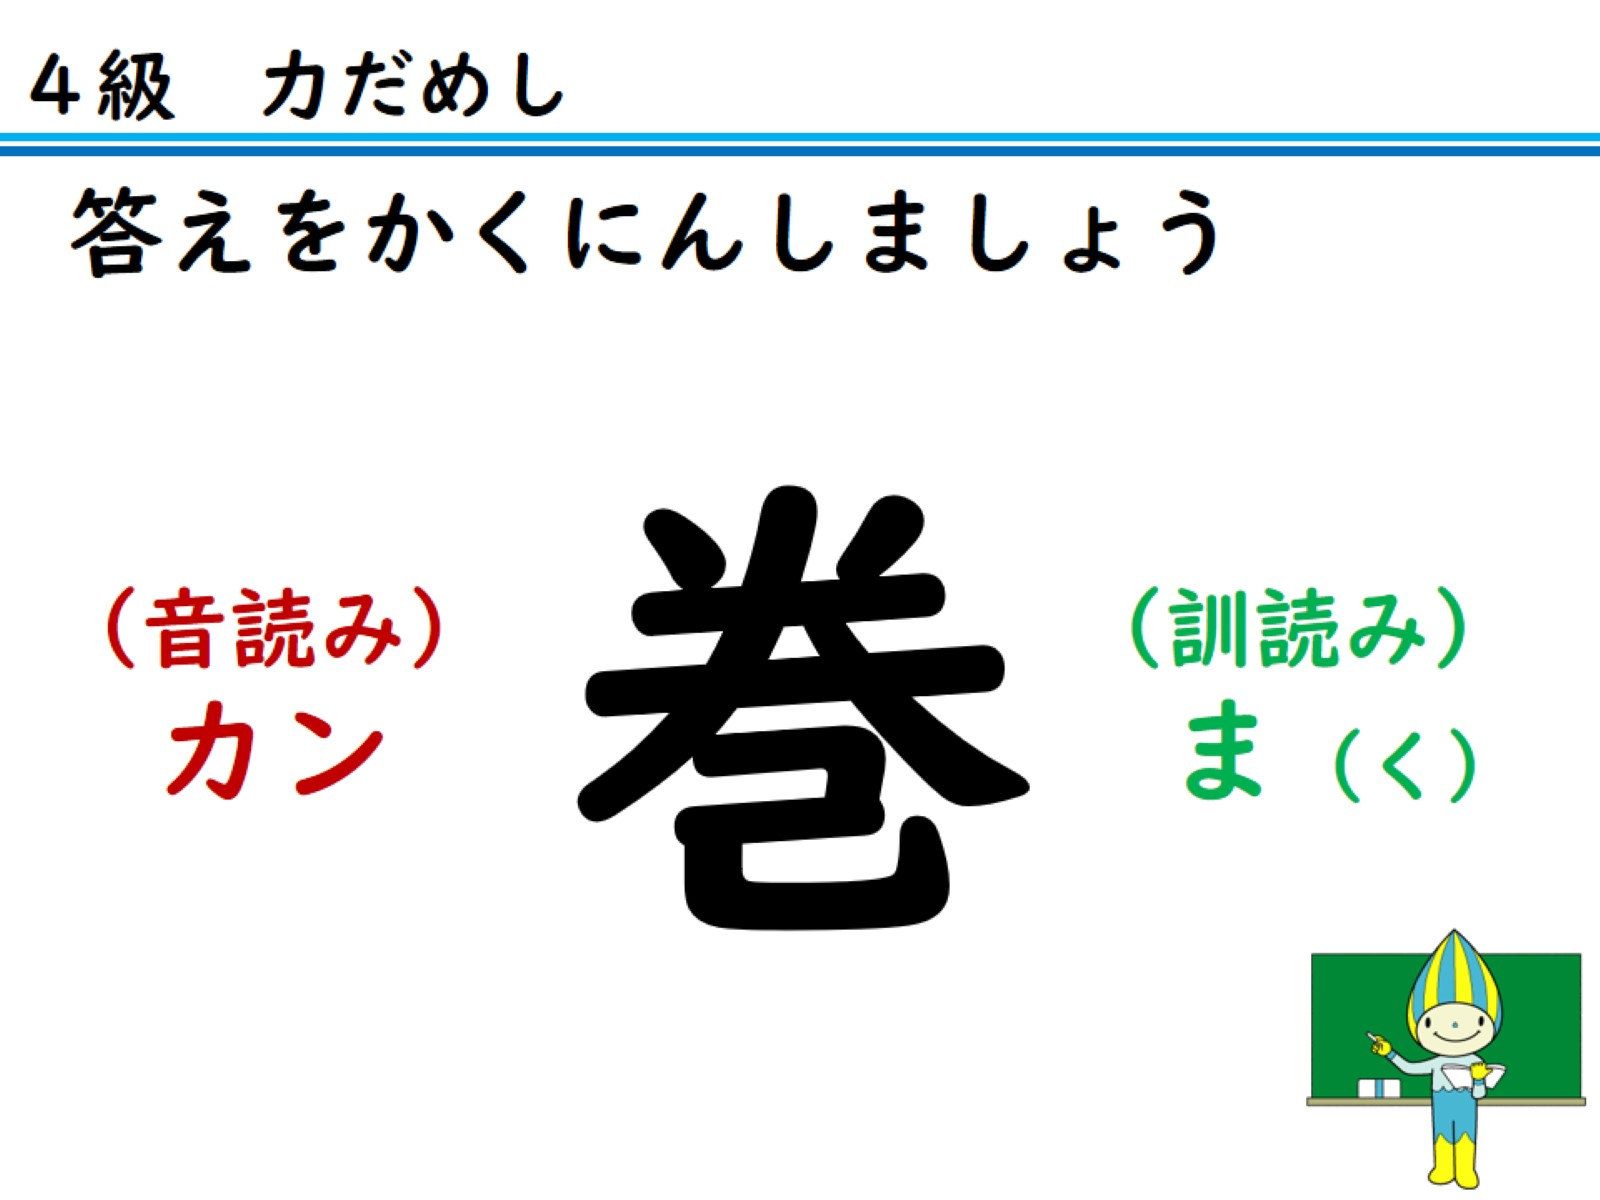 ４級　力だめし
答えをかくにんしましょう
（音読み）
カン
巻
（訓読み）
ま（く）